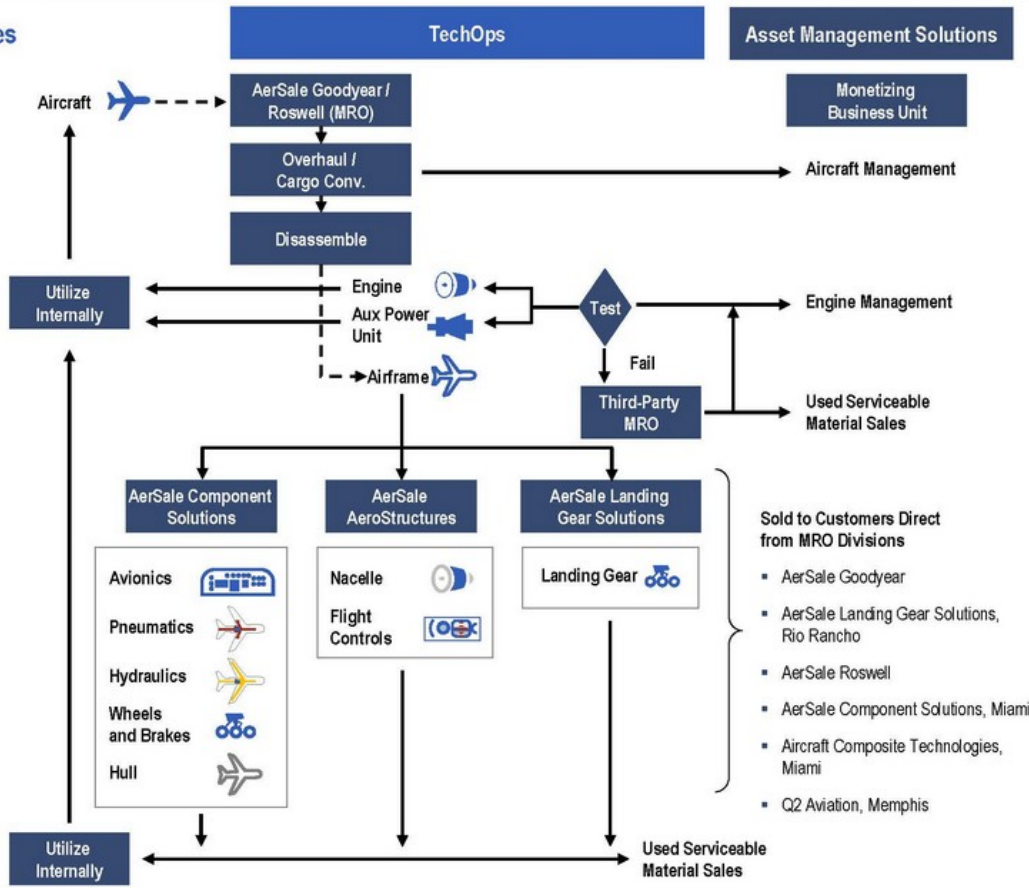 es
TechOps
Asset Management Solutions
Aircraft
AerSale Goodyear /
Roswell (MRO)
Monetizing
Business Unit
Overhaul /
Cargo Conv.
Aircraft Management
Disassemble
Utilize
Internally
Engine
Aux Power
Unit
Test
Engine Management
Fail
Airframe
Third-Party
MRO
Used Serviceable
Material Sales
AerSale Component
Solutions
AerSale
AeroStructures
AerSale Landing
Gear Solutions
Avionics
Pneumatics
Hydraulics
Wheels
and Brakes
Hull
Nacelle
Flight
Controls
Landing Gear
Sold to Customers Direct
from MRO Divisions
▪ AerSale Goodyear
▪ AerSale Landing Gear Solutions,
Rio Rancho
▪ AerSale Roswell
▪ AerSale Component Solutions, Miami
▪ Aircraft Composite Technologies,
Miami
▪ Q2 Aviation, Memphis
Utilize
Internally
Used Serviceable
Material Sales